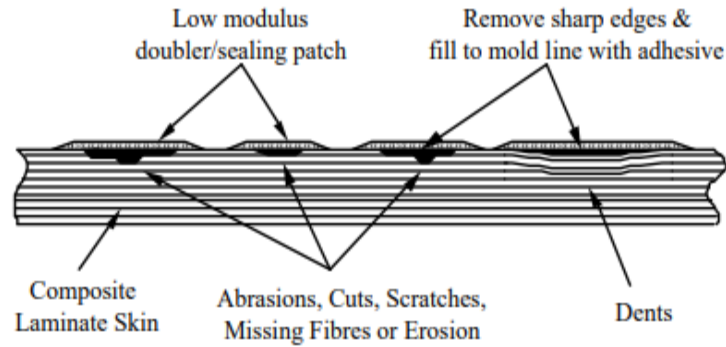 Low modulus
doubler/sealing patch
Remove sharp edges &
fill to mold line with adhesive
Composite
Laminate Skin
Abrasions, Cuts, Scratches,
Missing Fibres or Erosion
Dents